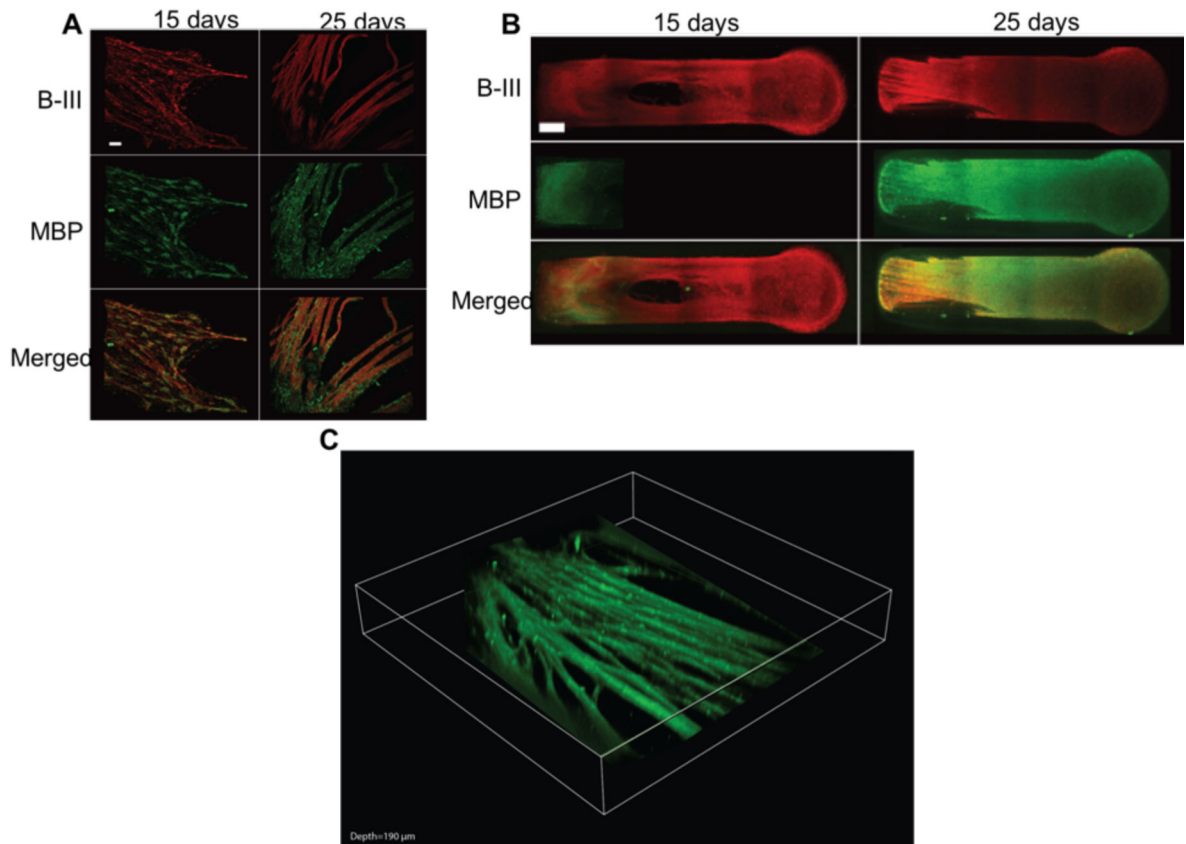 A
15 days
25 days
B-III
MBP
Merged
B
15 days
25 days
B-III
MBP
Merged
C
Depth=190 µm